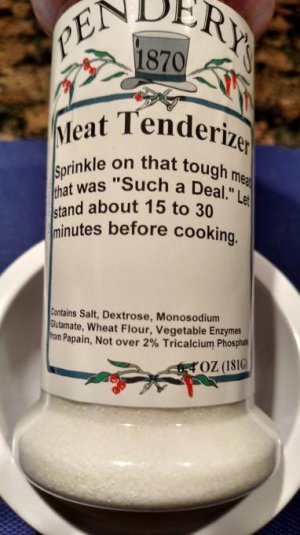 PENDERY'S
1870
Meat Tenderizer
Sprinkle on that tough meat
that was "Such a Deal." Let
stand about 15 to 30
minutes before cooking.
Contains Salt, Dextrose, Monosodium
Glutamate, Wheat Flour, Vegetable Enzymes
from Papain, Not over 2% Tricalcium Phosphate
6.4 OZ (181G)